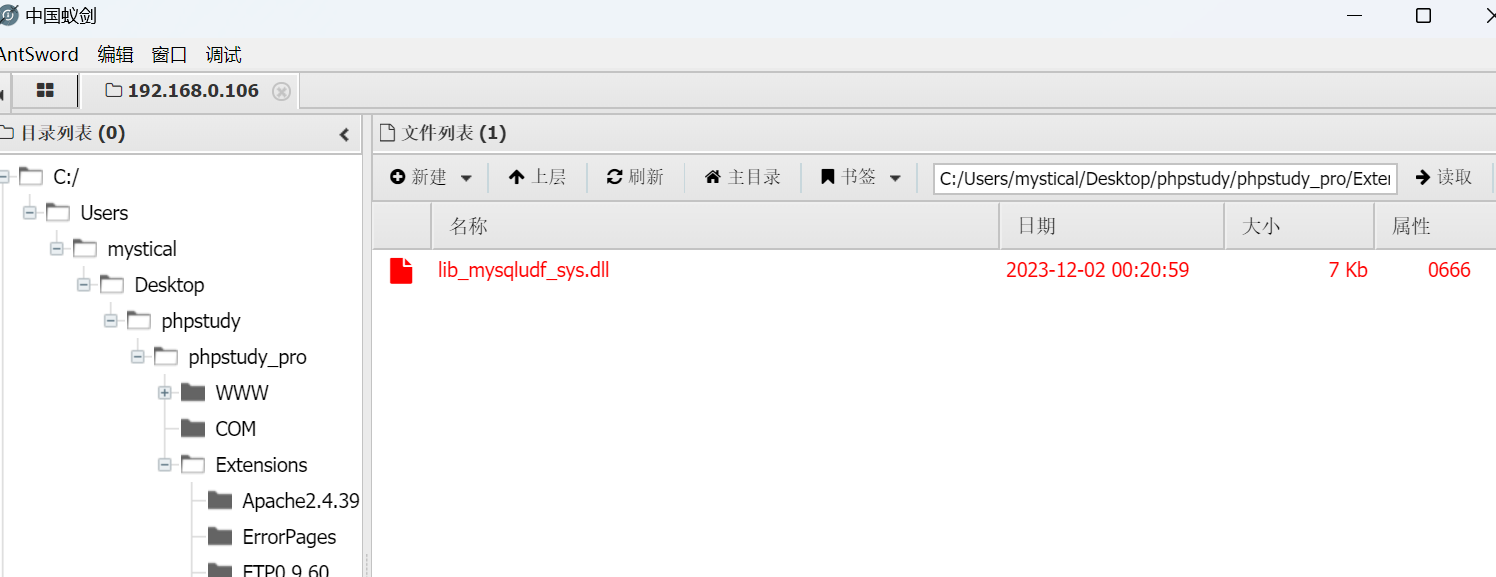 中国蚁剑
AntSword 编辑 窗口 调试
192.168.0.106
目录列表 (0)
文件列表 (1)
新建 上层 刷新 主目录 书签 C:/Users/mystical/Desktop/phpstudy/phpstudy_pro/Exter 读取
名称 日期 大小 属性
lib_mysqludf_sys.dll 2023-12-02 00:20:59 7 Kb 0666
C:/
Users
mystical
Desktop
phpstudy
phpstudy_pro
WWW
COM
Extensions
Apache2.4.39
ErrorPages
FTP0.9.60